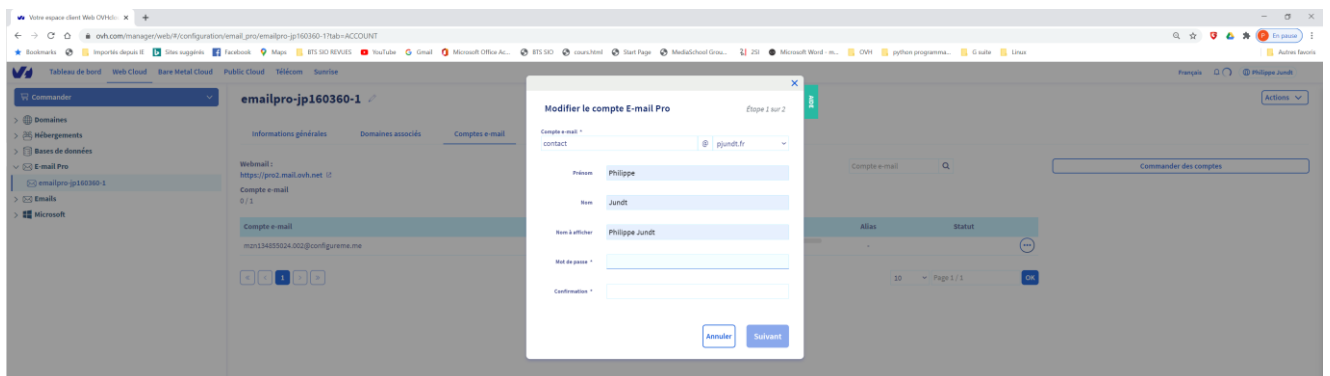 Votre espace client Web OVHclo
ovh.com/manager/web/#/configuration/email_pro/emailpro-jp160360-1?tab=ACCOUNT
En pause
Bookmarks Importés depuis IE Sites suggérés Facebook Maps BTS SIO REVUES YouTube Gmail Microsoft Office Ac... BTS SIO cours.html Start Page MediaSchool Grou... Microsoft Word - m... OVH python programma... G suite Linux Autres favoris
Tableau de bord Web Cloud Bare Metal Cloud Public Cloud Télécom Sunrise Français Philippe Jundt
Commander
Domaines
Hébergements
Bases de données
E-mail Pro
emailpro-jp160360-1
Emails
Microsoft
emailpro-jp160360-1
Actions
Informations générales Domaines associés Comptes e-mail
Webmail :
https://pro2.mail.ovh.net
Compte e-mail
0 / 1
Compte e-mail
Commander des comptes
Compte e-mail Alias Statut
mzn134855024.002@configureme.me -
1
10 Page 1 / 1 OK
Modifier le compte E-mail Pro Étape 1 sur 2
Compte e-mail *
contact @ pjundt.fr
Prénom Philippe
Nom Jundt
Nom à afficher Philippe Jundt
Mot de passe *
Confirmation *
Annuler Suivant